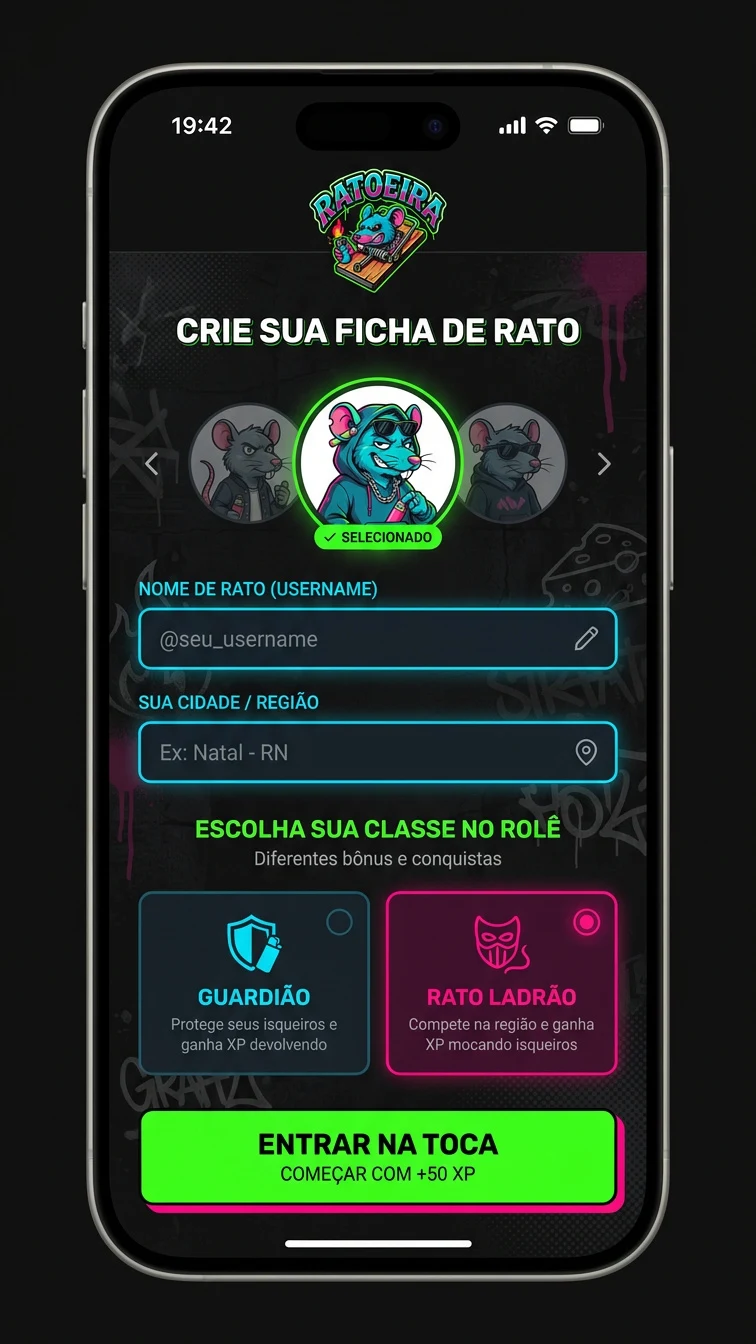 19:42
RATOEIRA
CRIE SUA FICHA DE RATO
SELECIONADO
NOME DE RATO (USERNAME)
@seu_username
SUA CIDADE / REGIÃO
Ex: Natal - RN
ESCOLHA SUA CLASSE NO ROLÊ
Diferentes bônus e conquistas
GUARDIÃO
Protege seus isqueiros e
ganha XP devolvendo
RATO LADRÃO
Compete na região e ganha
XP mocando isqueiros
ENTRAR NA TOCA
COMEÇAR COM +50 XP